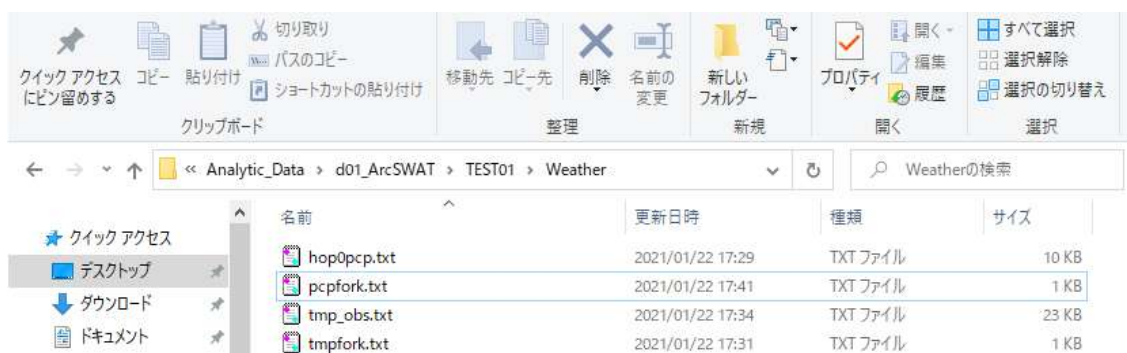 切り取り
パスのコピー
ショートカットの貼り付け
クイック アクセス
にピン留めする
コピー
貼り付け
移動先
コピー先
削除
名前の
変更
新しい
フォルダー
プロパティ
開く
編集
履歴
すべて選択
選択解除
選択の切り替え
クリップボード
整理
新規
開く
選択
« Analytic_Data › d01_ArcSWAT › TEST01 › Weather
Weatherの検索
クイック アクセス
デスクトップ
ダウンロード
ドキュメント
名前 更新日時 種類 サイズ
hop0pcp.txt 2021/01/22 17:29 TXT ファイル 10 KB
pcpfork.txt 2021/01/22 17:41 TXT ファイル 1 KB
tmp_obs.txt 2021/01/22 17:34 TXT ファイル 23 KB
tmpfork.txt 2021/01/22 17:31 TXT ファイル 1 KB